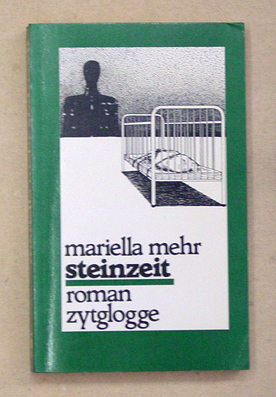 mariella mehr
steinzeit
roman
zytglogge